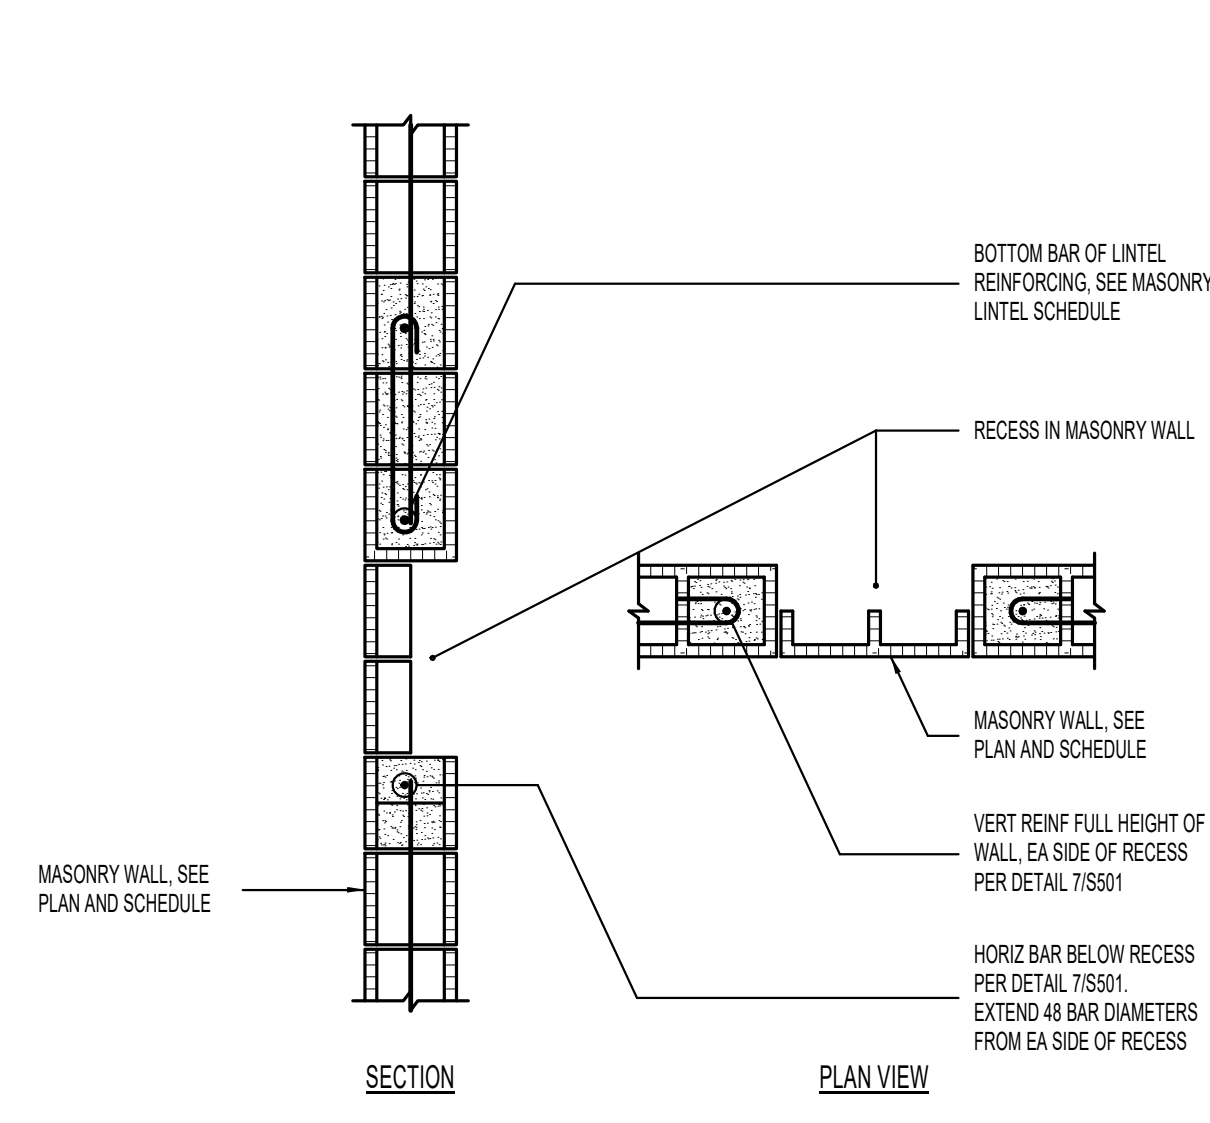 BOTTOM BAR OF LINTEL
REINFORCING, SEE MASONRY
LINTEL SCHEDULE
RECESS IN MASONRY WALL
MASONRY WALL, SEE
PLAN AND SCHEDULE
VERT REINF FULL HEIGHT OF
WALL, EA SIDE OF RECESS
PER DETAIL 7/S501
MASONRY WALL, SEE
PLAN AND SCHEDULE
HORIZ BAR BELOW RECESS
PER DETAIL 7/S501.
EXTEND 48 BAR DIAMETERS
FROM EA SIDE OF RECESS
SECTION
PLAN VIEW